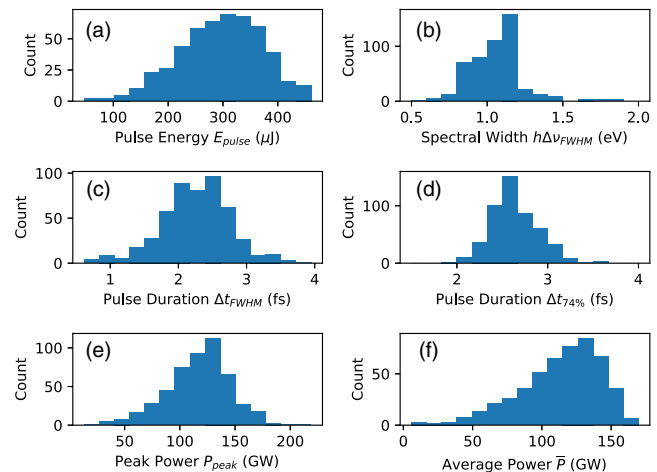 (a)
75
50
25
0
Count
100 200 300 400
Pulse Energy E_pulse (μJ)
(b)
100
0
Count
0.5 1.0 1.5 2.0
Spectral Width hΔν_FWHM (eV)
(c)
100
50
0
Count
1 2 3 4
Pulse Duration Δt_FWHM (fs)
(d)
100
0
Count
2 3 4
Pulse Duration Δt_74% (fs)
(e)
100
50
0
Count
50 100 150 200
Peak Power P_peak (GW)
(f)
50
0
Count
0 50 100 150
Average Power P̅ (GW)